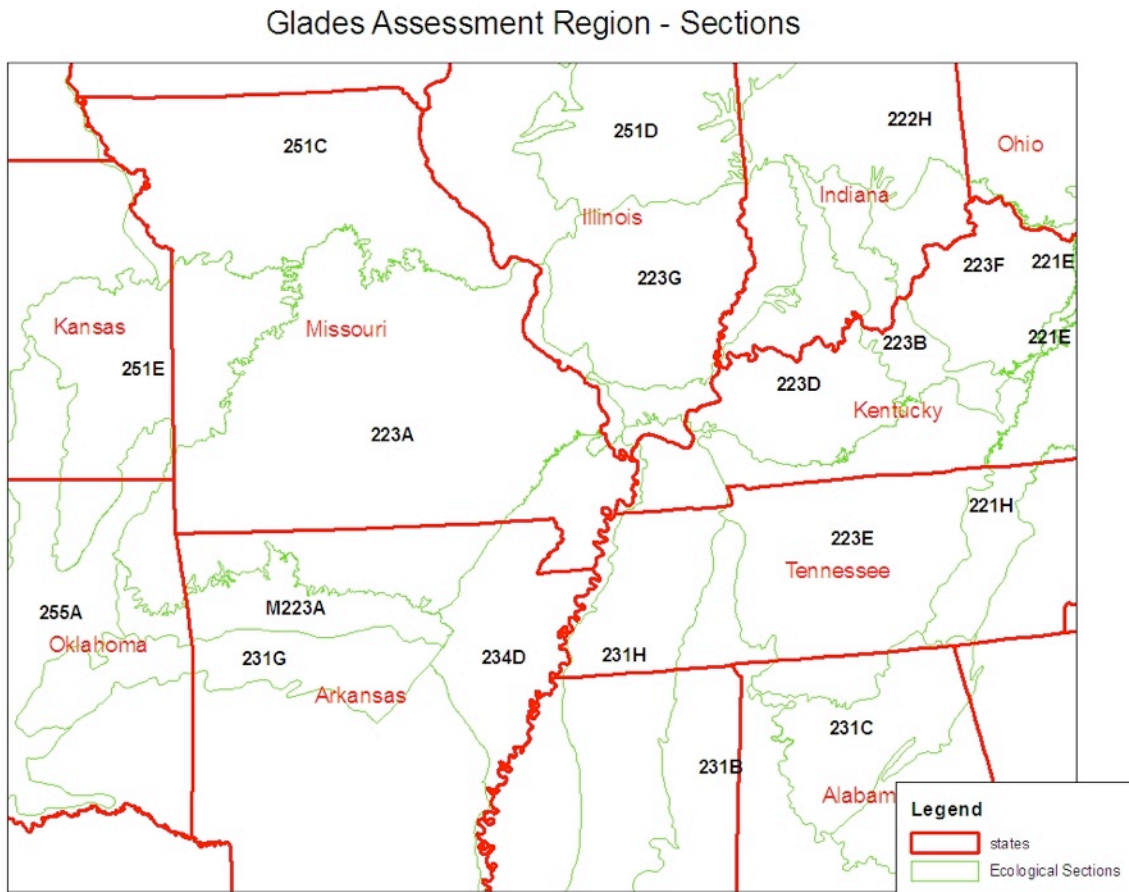 Glades Assessment Region - Sections
251C
251D
222H
Ohio
Indiana
Illinois
223F
221E
223G
Kansas
Missouri
221E
223B
251E
223D
Kentucky
223A
221H
223E
Tennessee
255A
M223A
Oklahoma
231G
234D
231H
Arkansas
231C
231B
Alabam
Legend
states
Ecological Sections